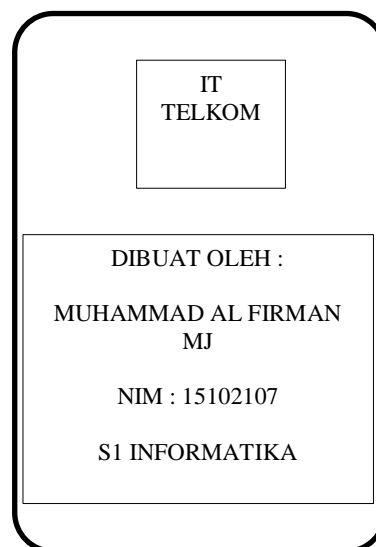 IT
TELKOM
DIBUAT OLEH :
MUHAMMAD AL FIRMAN
MJ
NIM : 15102107
S1 INFORMATIKA